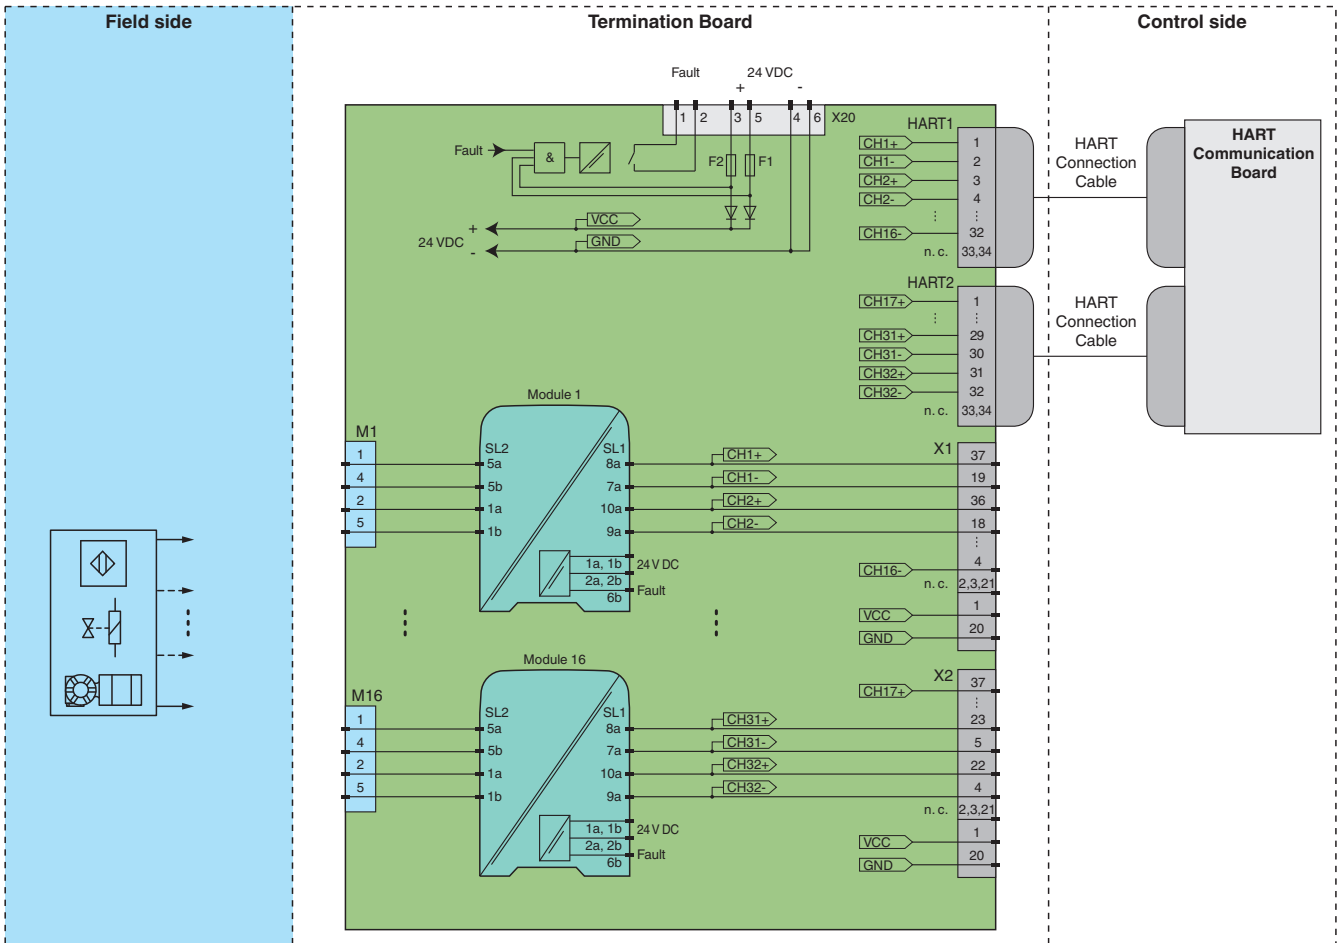 Field side
Termination Board
Control side
Fault
24 VDC
+
-
1
2
3
5
4
6
X20
Fault
&
F2
F1
VCC
+
24 VDC
-
GND
HART1
CH1+
1
CH1-
2
CH2+
3
CH2-
4
CH16-
32
n. c.
33,34
HART
Connection
Cable
HART
Communication
Board
HART2
CH17+
1
CH31+
29
CH31-
30
CH32+
31
CH32-
32
n. c.
33,34
HART
Connection
Cable
Module 1
M1
1
4
2
5
SL2
5a
5b
1a
1b
SL1
8a
7a
10a
9a
1a, 1b
24 V DC
2a, 2b
Fault
6b
CH1+
CH1-
CH2+
CH2-
X1
37
19
36
18
CH16-
4
n. c.
2,3,21
VCC
1
GND
20
Module 16
M16
1
4
2
5
SL2
5a
5b
1a
1b
SL1
8a
7a
10a
9a
1a, 1b
24 V DC
2a, 2b
Fault
6b
CH31+
CH31-
CH32+
CH32-
X2
CH17+
37
23
5
22
4
n. c.
2,3,21
VCC
1
GND
20